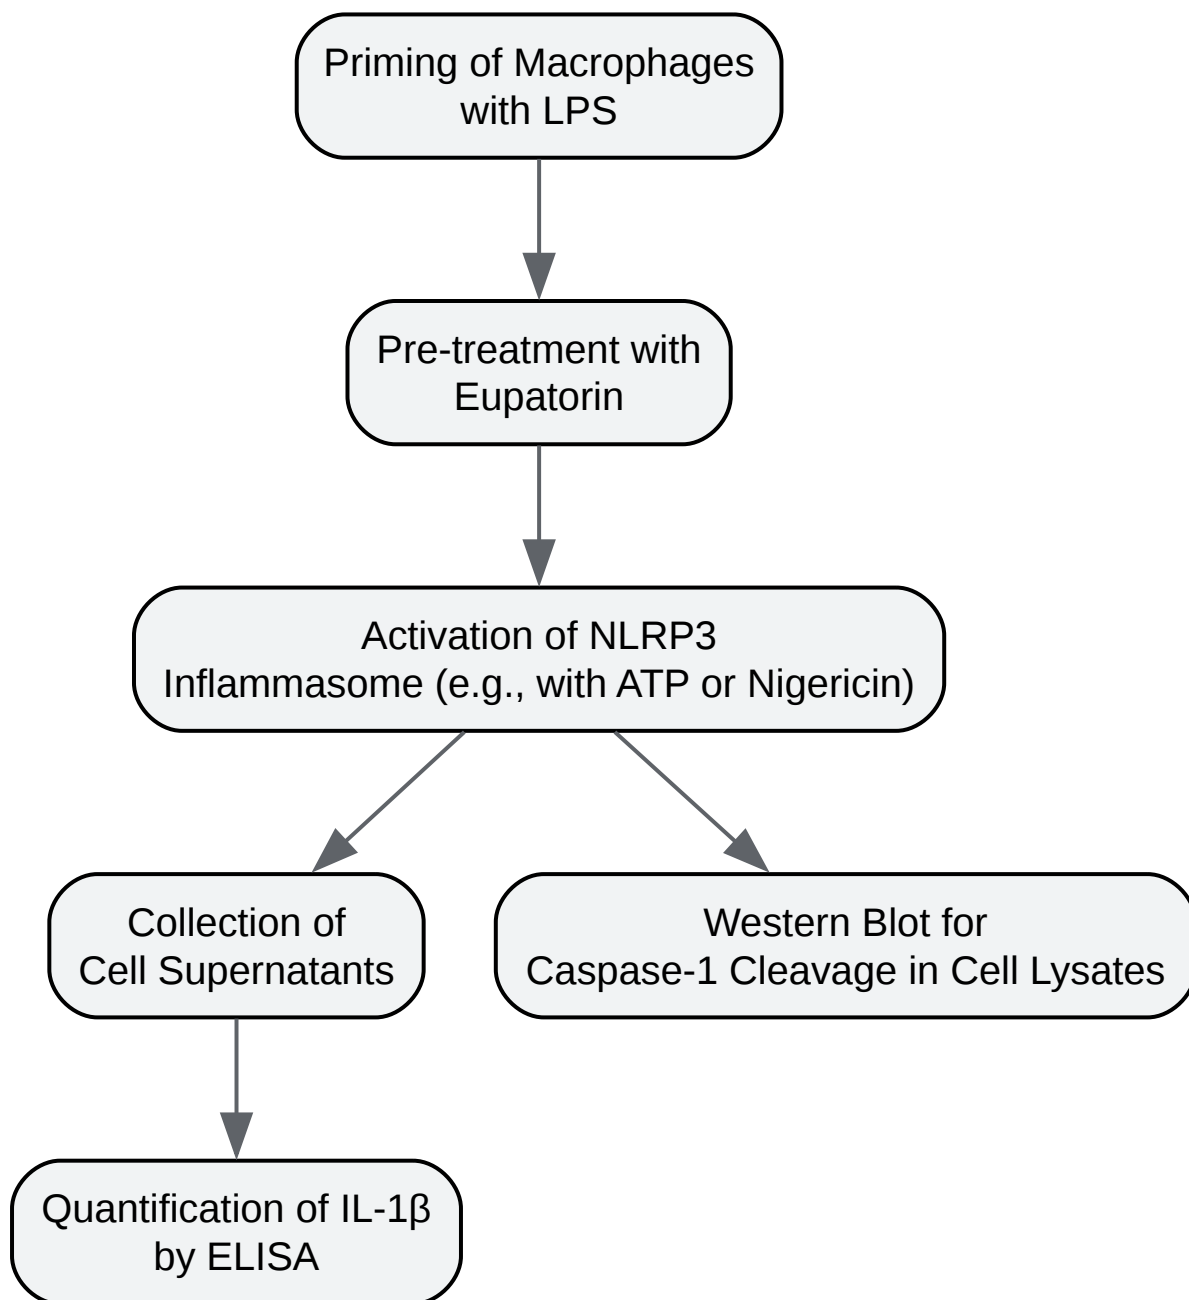 Priming of Macrophages
with LPS
Pre-treatment with
Eupatorin
Activation of NLRP3
Inflammasome (e.g., with ATP or Nigericin)
Collection of
Cell Supernatants
Western Blot for
Caspase-1 Cleavage in Cell Lysates
Quantification of IL-1β
by ELISA